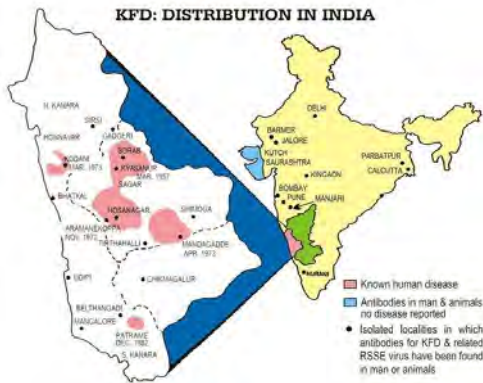 KFD: DISTRIBUTION IN INDIA
N. KANARA
SIRSI
HONNAVRR
GADGERI
SORAB
KODANI
MAR. 1973
KYASANUR
MAR. 1957
SAGAR
BHATKAL
HOSANAGAR
SHIMOGA
ARAMANEKOPPA
NOV. 1972
TIRTHAHALLI
MANDAGADDE
APR. 1973
UDIPI
CHIKMAGALUR
BELTHANGADI
MANGALORE
PATRAME
DEC. 1982
S. KANARA
DELHI
BARMER
JALORE
KUTCH
SAURASHTRA
PARBATPUR
CALCUTTA
KINGAON
BOMBAY
PUNE
MANJARI
Known human disease
Antibodies in man & animals
no disease reported
Isolated localities in which
antibodies for KFD & related
RSSE virus have been found
in man or animals